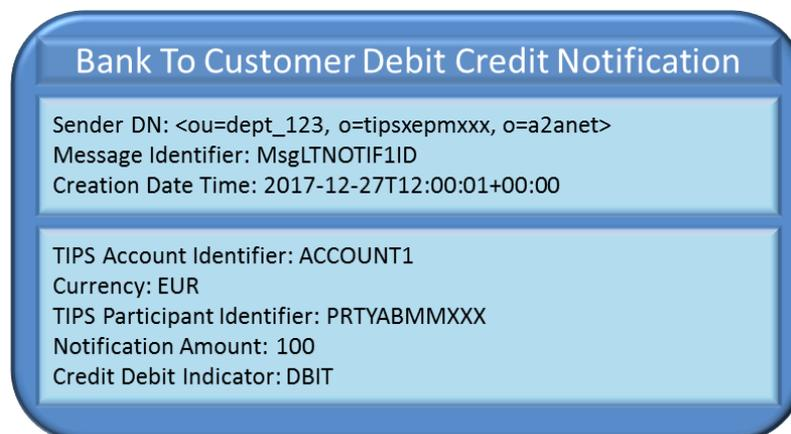 Bank To Customer Debit Credit Notification
Sender DN: <ou=dept_123, o=tipsxepmxxx, o=a2anet>
Message Identifier: MsgLTNOTIF1ID
Creation Date Time: 2017-12-27T12:00:01+00:00
TIPS Account Identifier: ACCOUNT1
Currency: EUR
TIPS Participant Identifier: PRTYABMMXXX
Notification Amount: 100
Credit Debit Indicator: DBIT